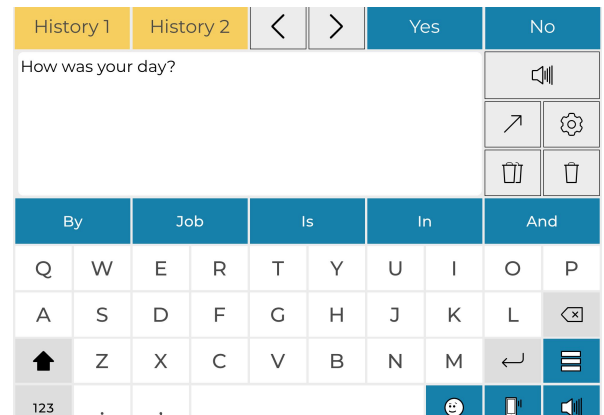 History 1 History 2 < > Yes No
How was your day?
By Job Is In And
Q W E R T Y U I O P
A S D F G H J K L
Z X C V B N M
123 . ,